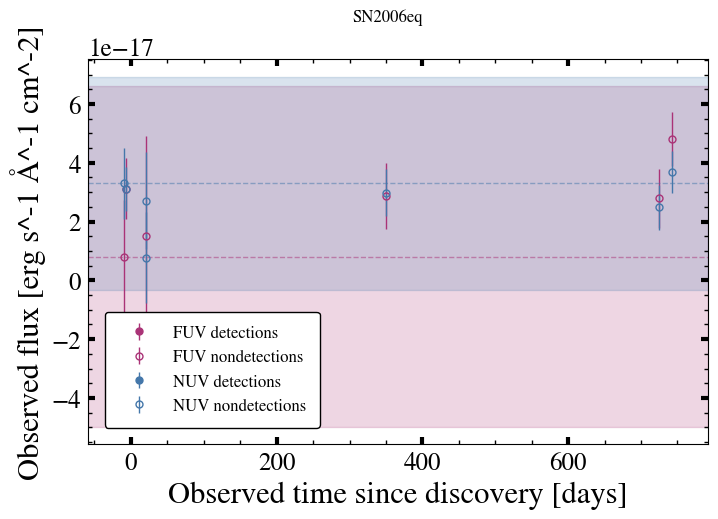 SN2006eq
1e−17
6
4
2
0
−2
−4
Observed flux [erg s^-1 Å^-1 cm^-2]
FUV detections
FUV nondetections
NUV detections
NUV nondetections
0 200 400 600
Observed time since discovery [days]